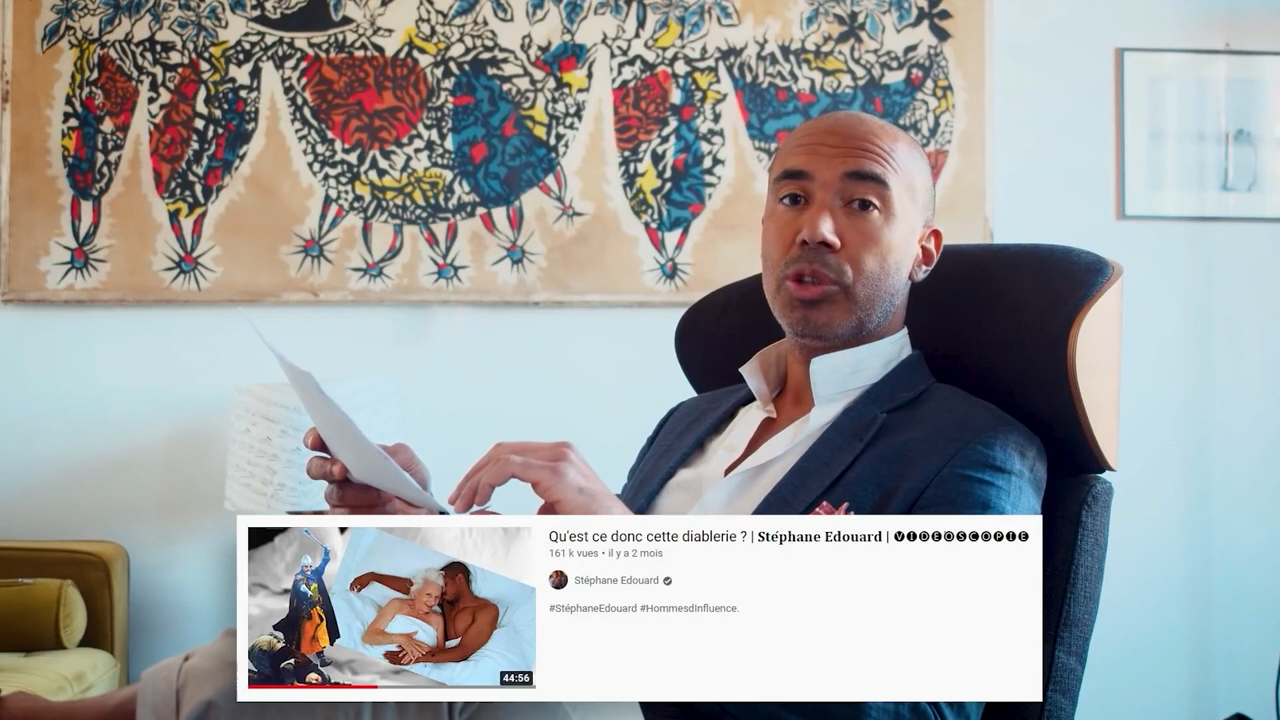 Qu'est ce donc cette diablerie ? | Stéphane Edouard | 🅥🅘🅓🅔🅞🅢🅒🅞🅟🅘🅔
161 k vues • il y a 2 mois
Stéphane Edouard
#StéphaneEdouard #HommesdInfluence.
44:56